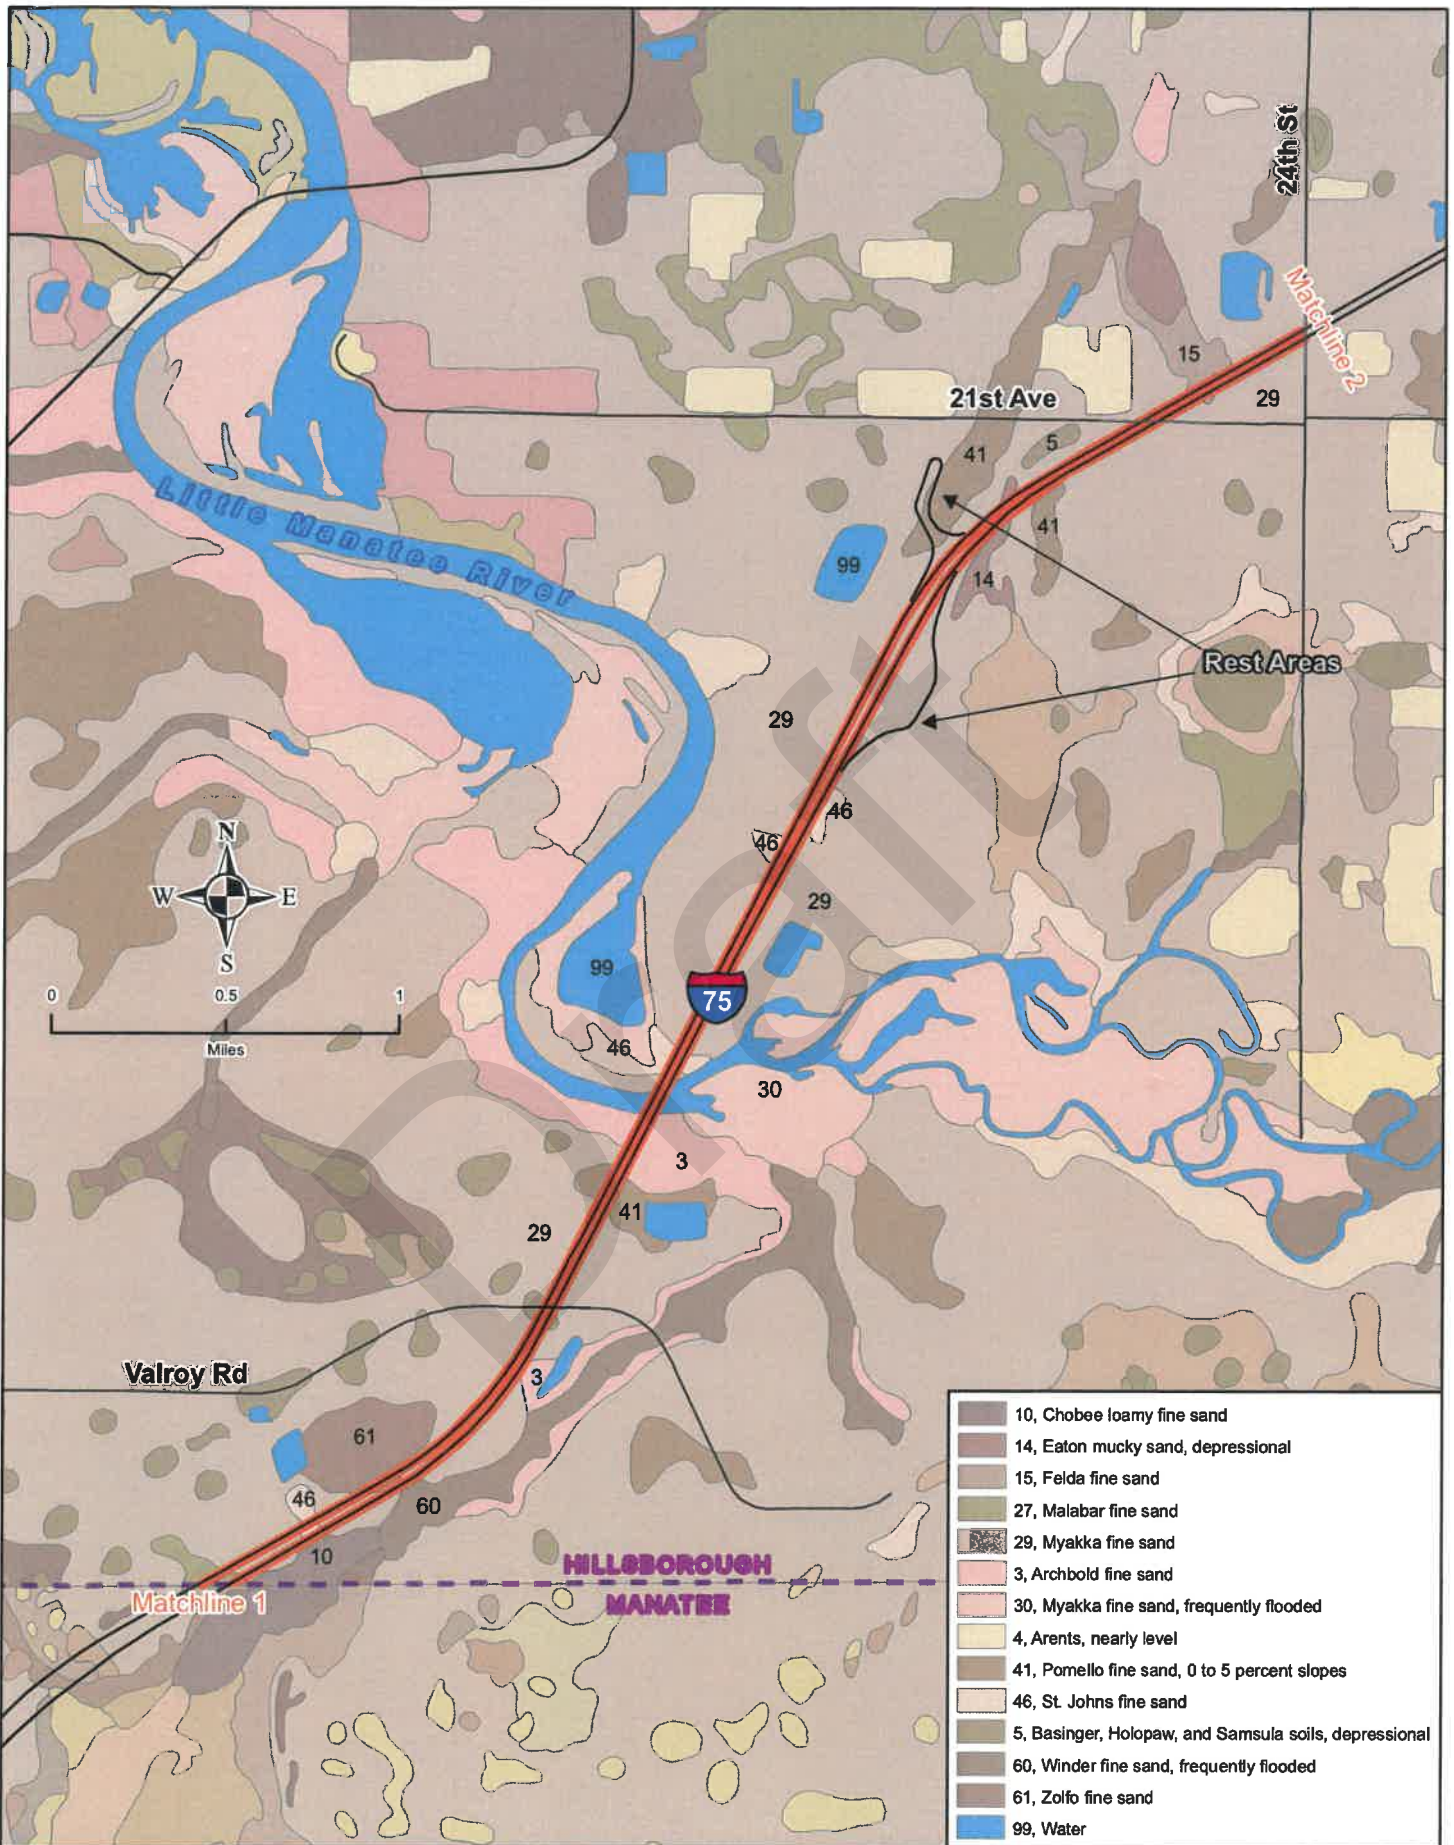 24th St
Matchline 2
15
29
21st Ave
41
5
41
99
14
Little Manatee River
Rest Areas
29
46
46
29
N
W E
S
0 0.5 1
Miles
99
75
46
30
3
41
29
Valroy Rd
3
61
46
60
10
HILLSBOROUGH
MANATEE
Matchline 1
Draft
10, Chobee loamy fine sand
14, Eaton mucky sand, depressional
15, Felda fine sand
27, Malabar fine sand
29, Myakka fine sand
3, Archbold fine sand
30, Myakka fine sand, frequently flooded
4, Arents, nearly level
41, Pomello fine sand, 0 to 5 percent slopes
46, St. Johns fine sand
5, Basinger, Holopaw, and Samsula soils, depressional
60, Winder fine sand, frequently flooded
61, Zolfo fine sand
99, Water